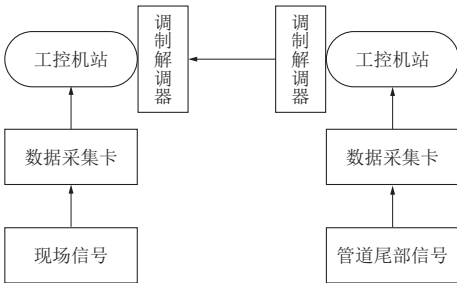 工控机站
调制解调器
调制解调器
工控机站
数据采集卡
数据采集卡
现场信号
管道尾部信号